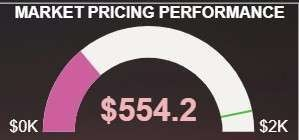 MARKET PRICING PERFORMANCE
$554.2
$0K $2K